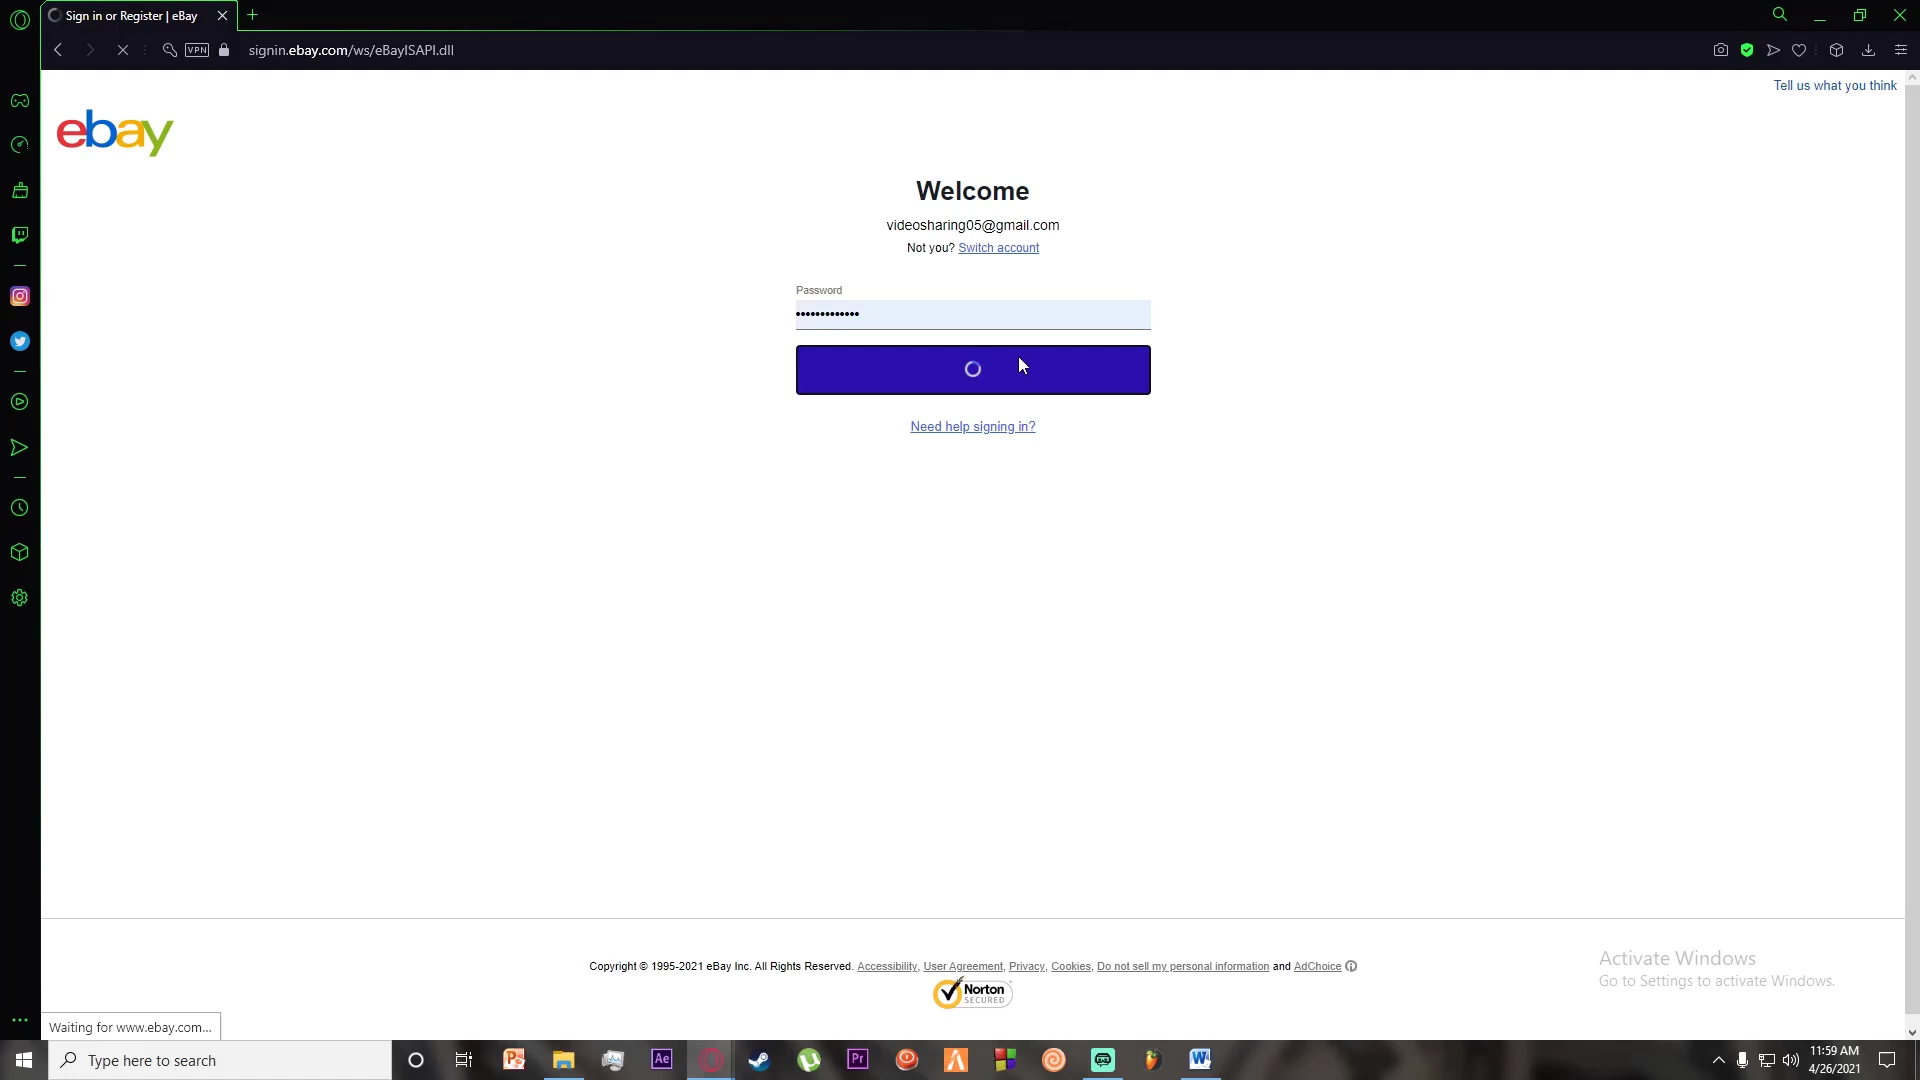 Sign in or Register | eBay
VPN
signin.ebay.com/ws/eBayISAPI.dll
Tell us what you think
ebay
Welcome
videosharing05@gmail.com
Not you? Switch account
Password
Need help signing in?
Copyright © 1995-2021 eBay Inc. All Rights Reserved. Accessibility, User Agreement, Privacy, Cookies, Do not sell my personal information and AdChoice
Norton
SECURED
Activate Windows
Go to Settings to activate Windows.
Waiting for www.ebay.com...
Type here to search
Ae
Pr
W
11:59 AM
4/26/2021